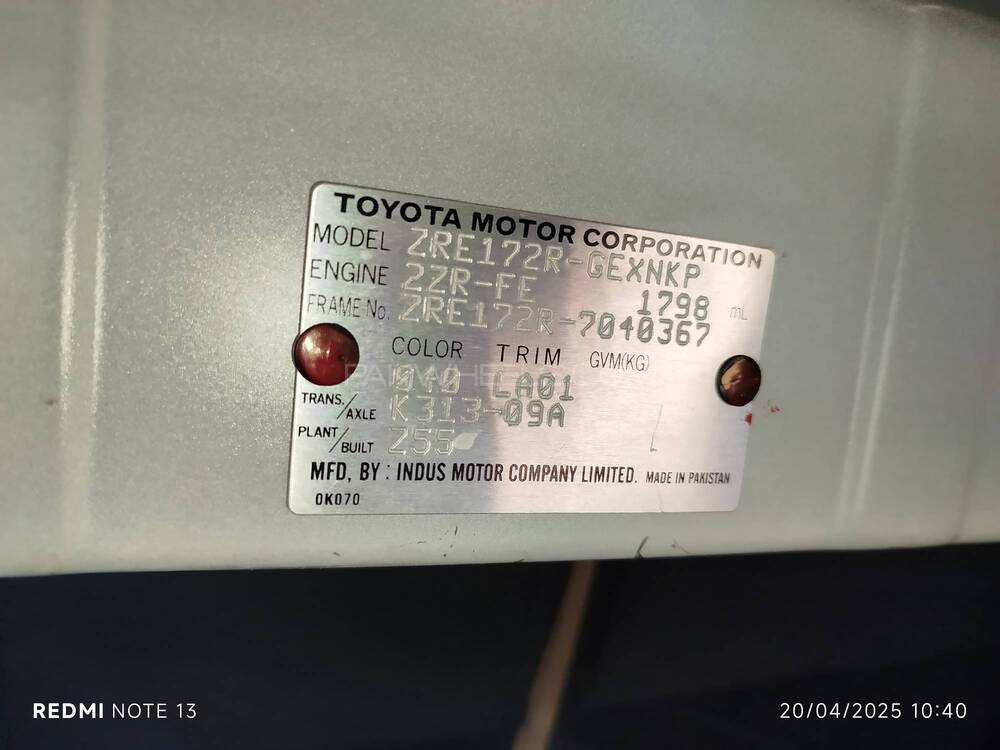 TOYOTA MOTOR CORPORATION
MODEL ZRE172R-GEXNKP
ENGINE 2ZR-FE 1798 mL
FRAME No. ZRE172R-7040367
COLOR TRIM GVM(KG)
040 LA01
TRANS./AXLE K313-09A
PLANT/BUILT Z55
MFD, BY : INDUS MOTOR COMPANY LIMITED. MADE IN PAKISTAN
0K070
REDMI NOTE 13
20/04/2025 10:40